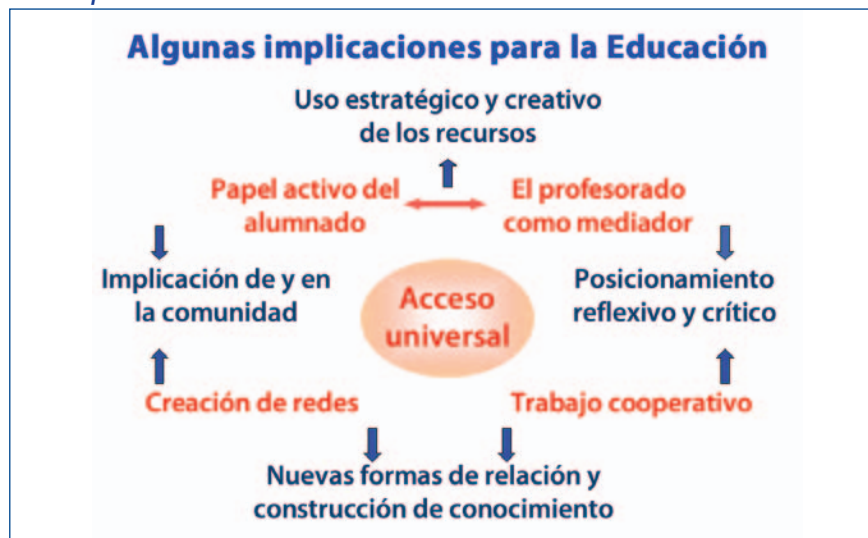 Algunas implicaciones para la Educación
Uso estratégico y creativo
de los recursos
Papel activo del
alumnado
El profesorado
como mediador
Implicación de y en
la comunidad
Acceso
universal
Posicionamiento
reflexivo y crítico
Creación de redes
Trabajo cooperativo
Nuevas formas de relación y
construcción de conocimiento